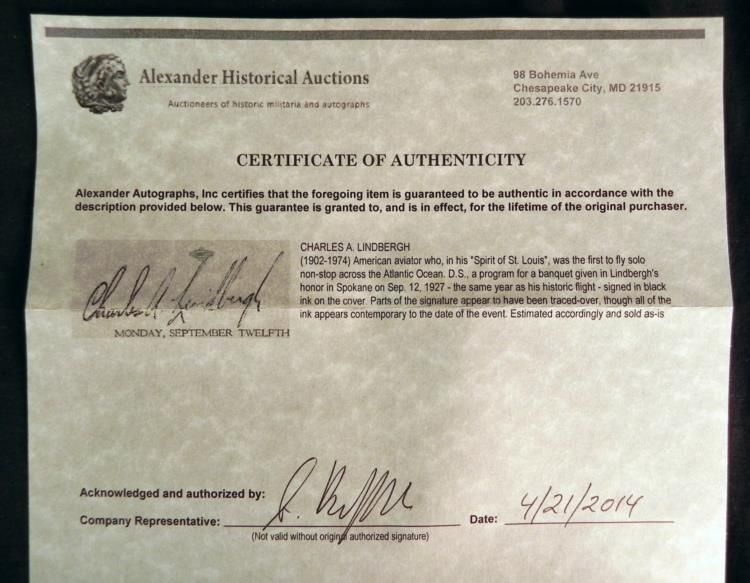 Alexander Historical Auctions
Auctioneers of historic militaria and autographs
98 Bohemia Ave
Chesapeake City, MD 21915
203.276.1570
CERTIFICATE OF AUTHENTICITY
Alexander Autographs, Inc certifies that the foregoing item is guaranteed to be authentic in accordance with the
description provided below. This guarantee is granted to, and is in effect, for the lifetime of the original purchaser.
Charles A. Lindbergh
MONDAY, SEPTEMBER TWELFTH
CHARLES A. LINDBERGH
(1902-1974) American aviator who, in his "Spirit of St. Louis", was the first to fly solo
non-stop across the Atlantic Ocean. D.S., a program for a banquet given in Lindbergh's
honor in Spokane on Sep. 12, 1927 - the same year as his historic flight - signed in black
ink on the cover. Parts of the signature appear to have been traced-over, though all of the
ink appears contemporary to the date of the event. Estimated accordingly and sold as-is
Acknowledged and authorized by:
Company Representative:
(Not valid without original authorized signature)
Date: 4/21/2014